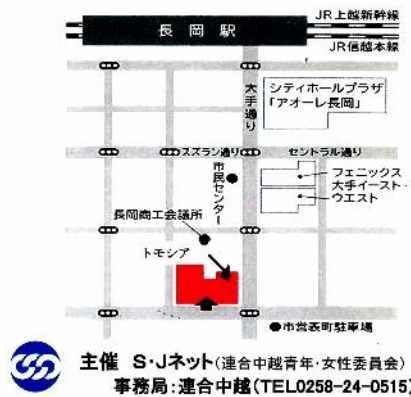 JR上越新幹線
長岡駅
JR信越本線
大手通り
シティホールプラザ
「アオーレ長岡」
スズラン通り
セントラル通り
市民センター
フェニックス
大手イースト
ウエスト
長岡商工会議所
トモシア
市営表町駐車場
主催 S・Jネット(連合中越青年・女性委員会)
事務局:連合中越(TEL0258-24-0515)